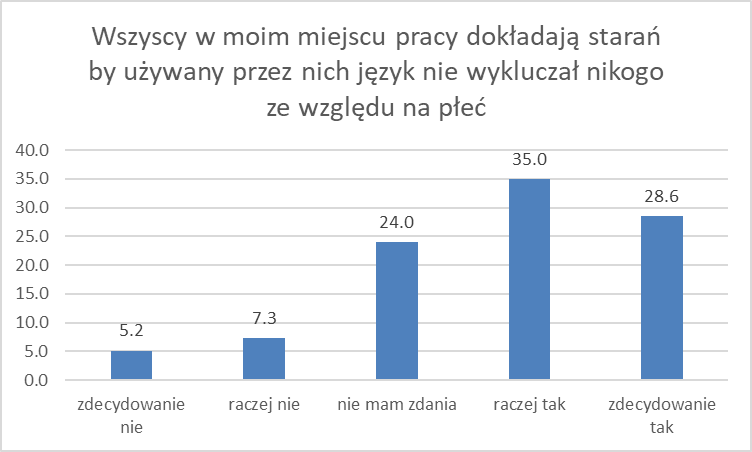 Wszyscy w moim miejscu pracy dokładają starań
by używany przez nich język nie wykluczał nikogo
ze względu na płeć
40.0
35.0
30.0
25.0
20.0
15.0
10.0
5.0
0.0
5.2
7.3
24.0
35.0
28.6
zdecydowanie
nie
raczej nie
nie mam zdania
raczej tak
zdecydowanie
tak